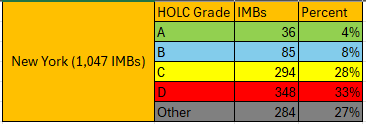 HOLC Grade IMBs Percent
A 36 4%
B 85 8%
New York (1,047 IMBs) C 294 28%
D 348 33%
Other 284 27%